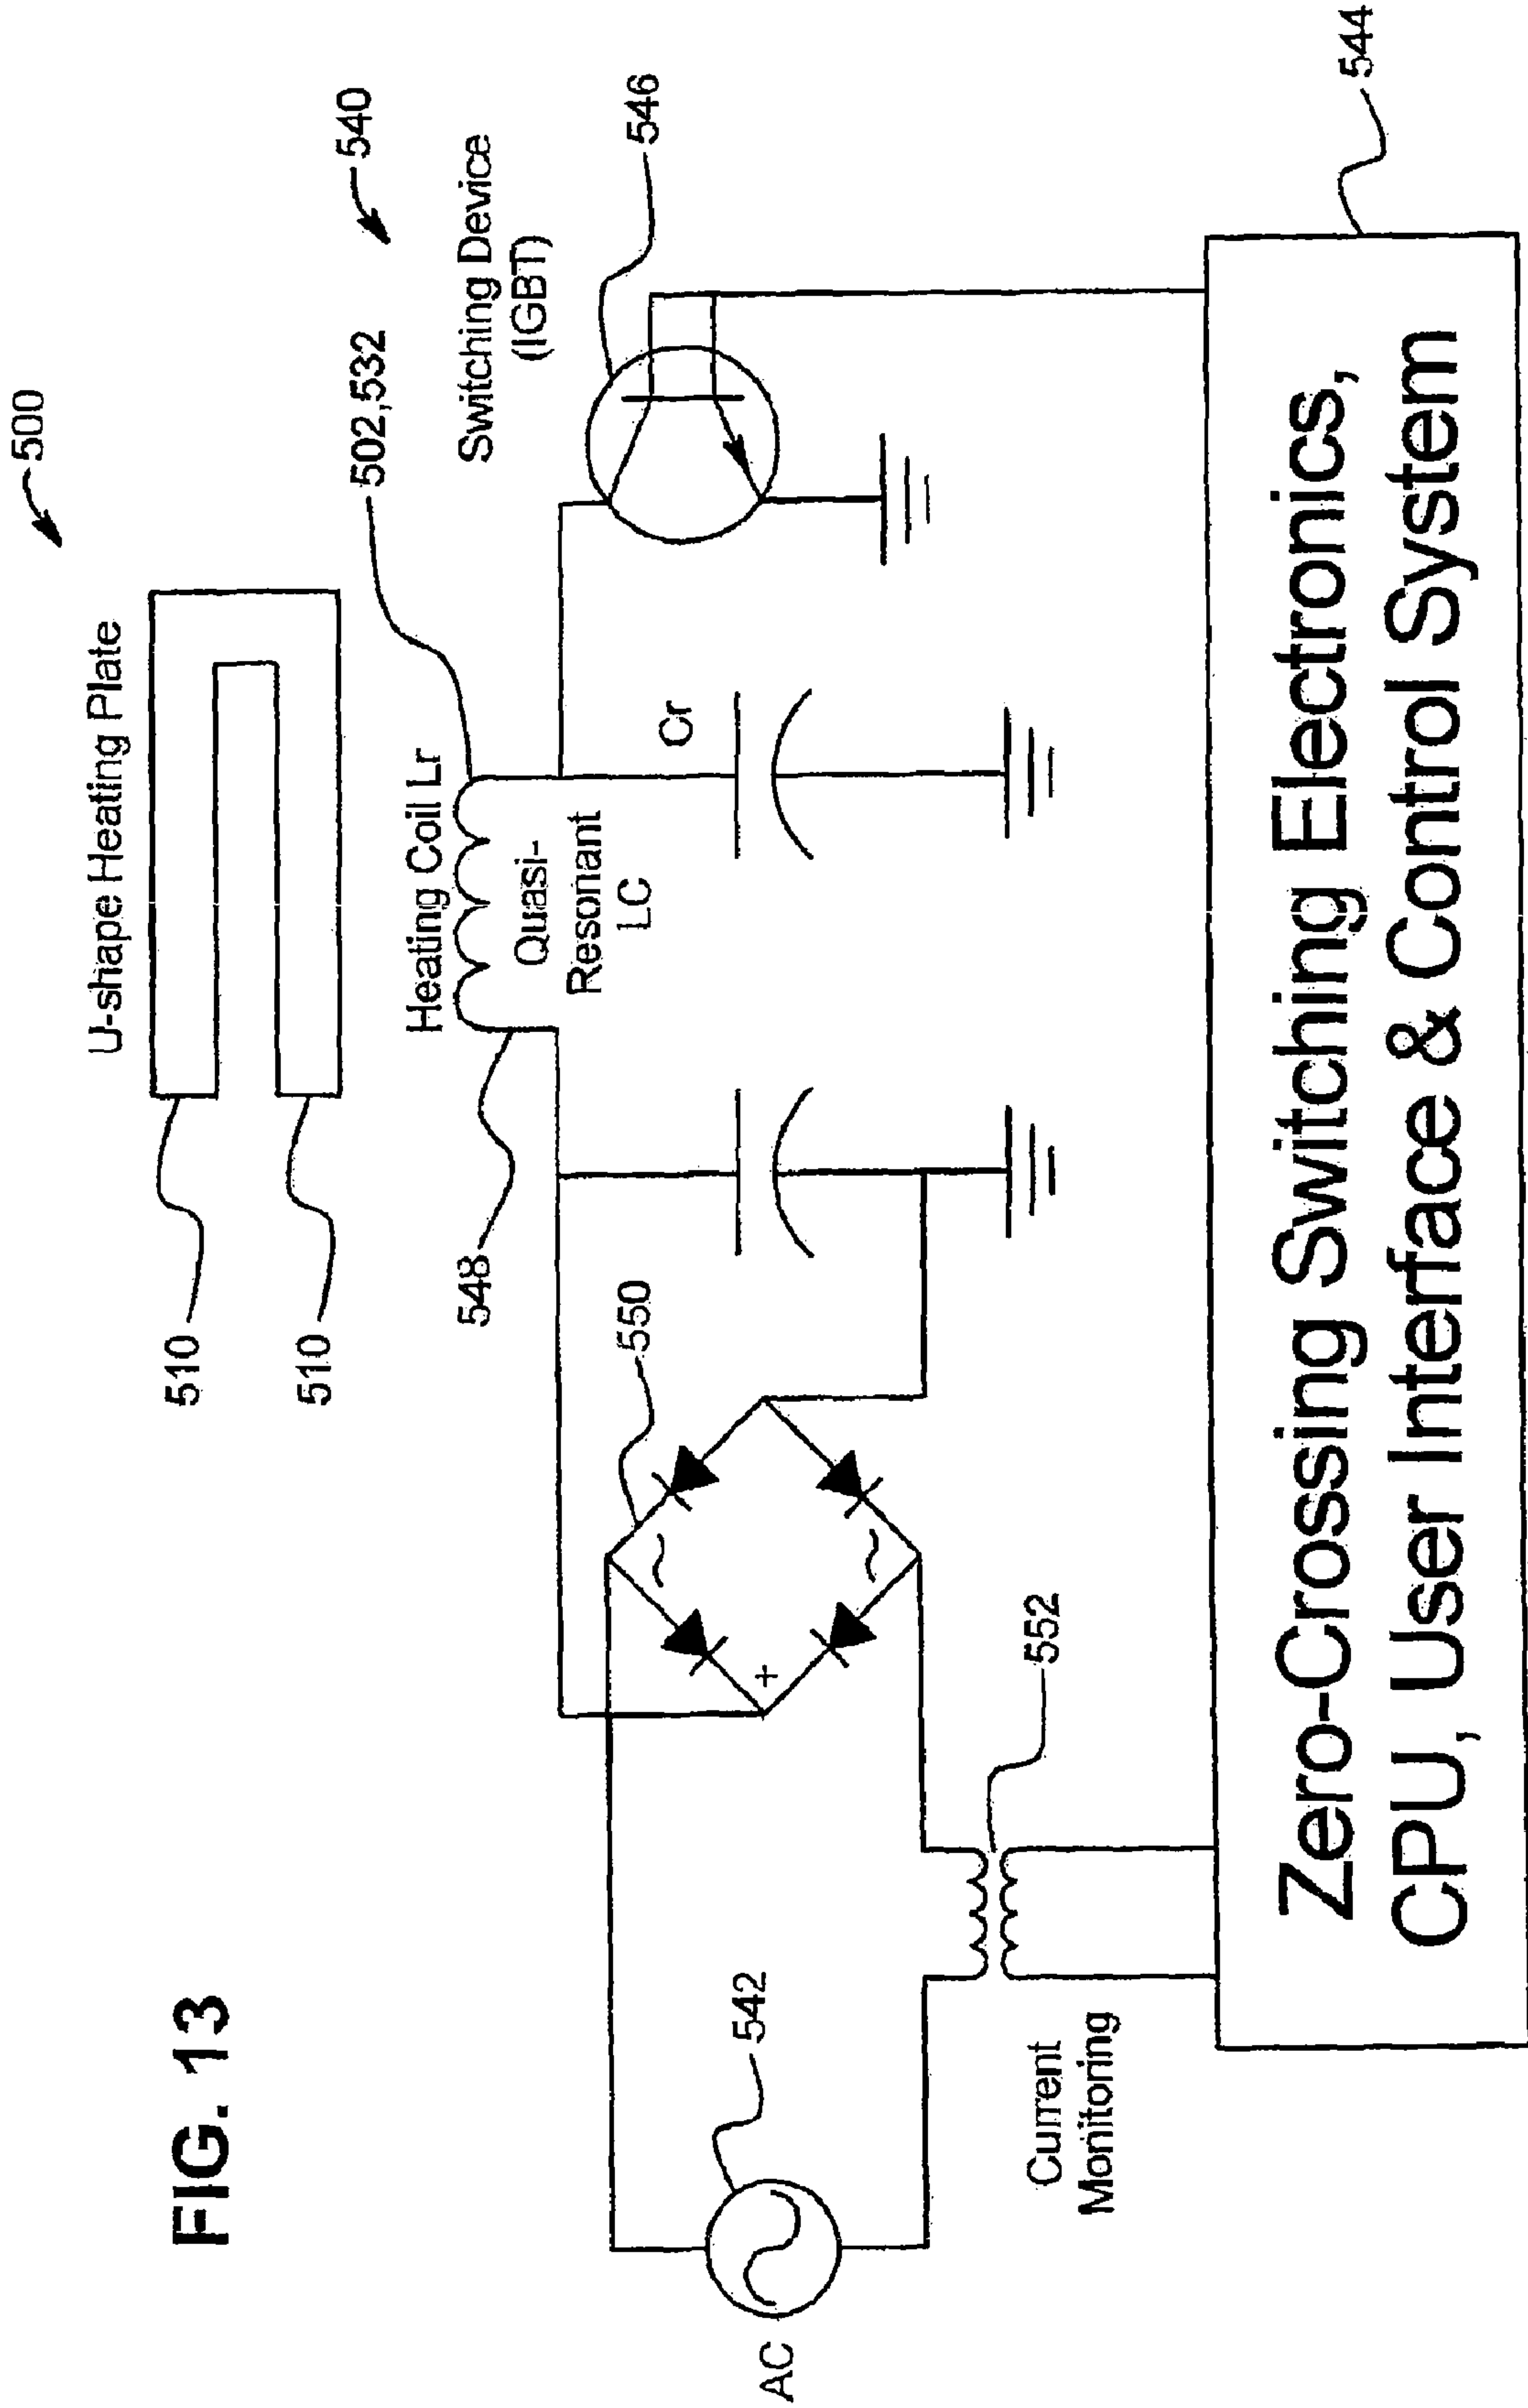 FIG. 13
500
U-shape Heating Plate
510
510
540
502,532
Heating Coil Lr
548
Quasi-
Resonant
LC
Cr
Switching Device
(IGBT)
546
550
~
~
+
AC
542
552
Current
Monitoring
544
Zero-Crossing Switching Electronics,
CPU, User Interface & Control System